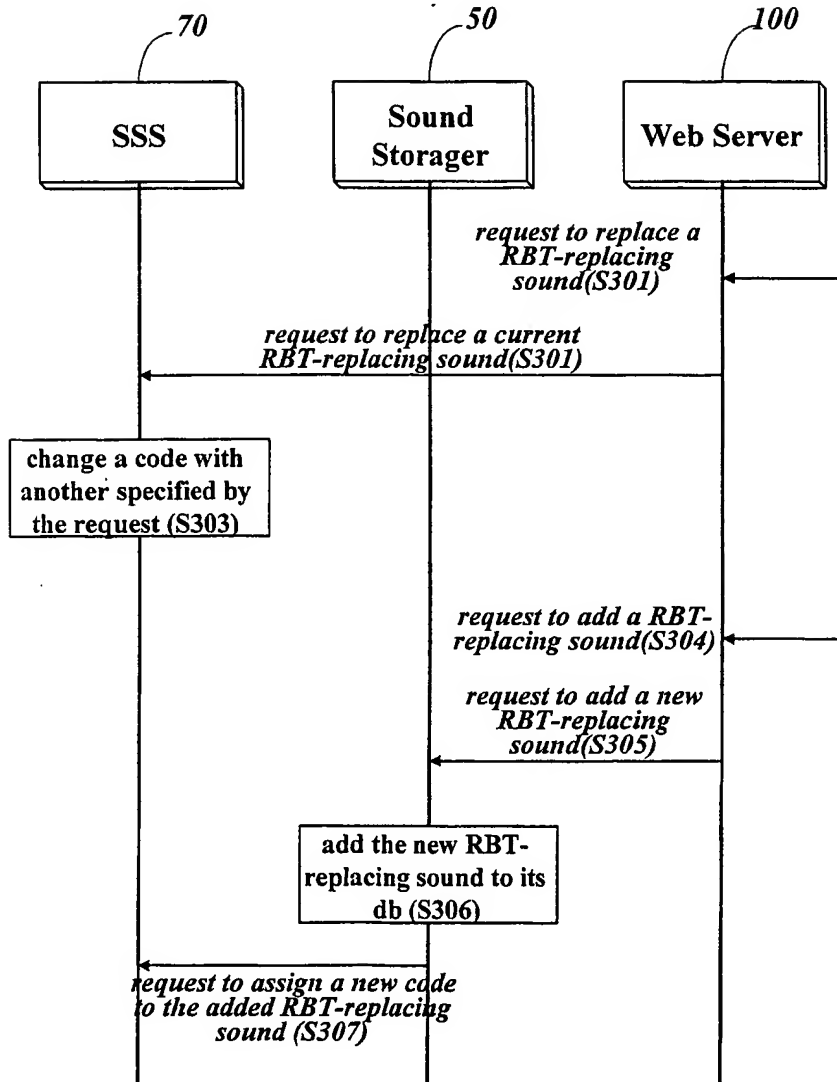 70
50
100
SSS
Sound
Storager
Web Server
request to replace a
RBT-replacing
sound(S301)
request to replace a current
RBT-replacing sound(S301)
change a code with
another specified by
the request (S303)
request to add a RBT-
replacing sound(S304)
request to add a new
RBT-replacing
sound(S305)
add the new RBT-
replacing sound to its
db (S306)
request to assign a new code
to the added RBT-replacing
sound (S307)